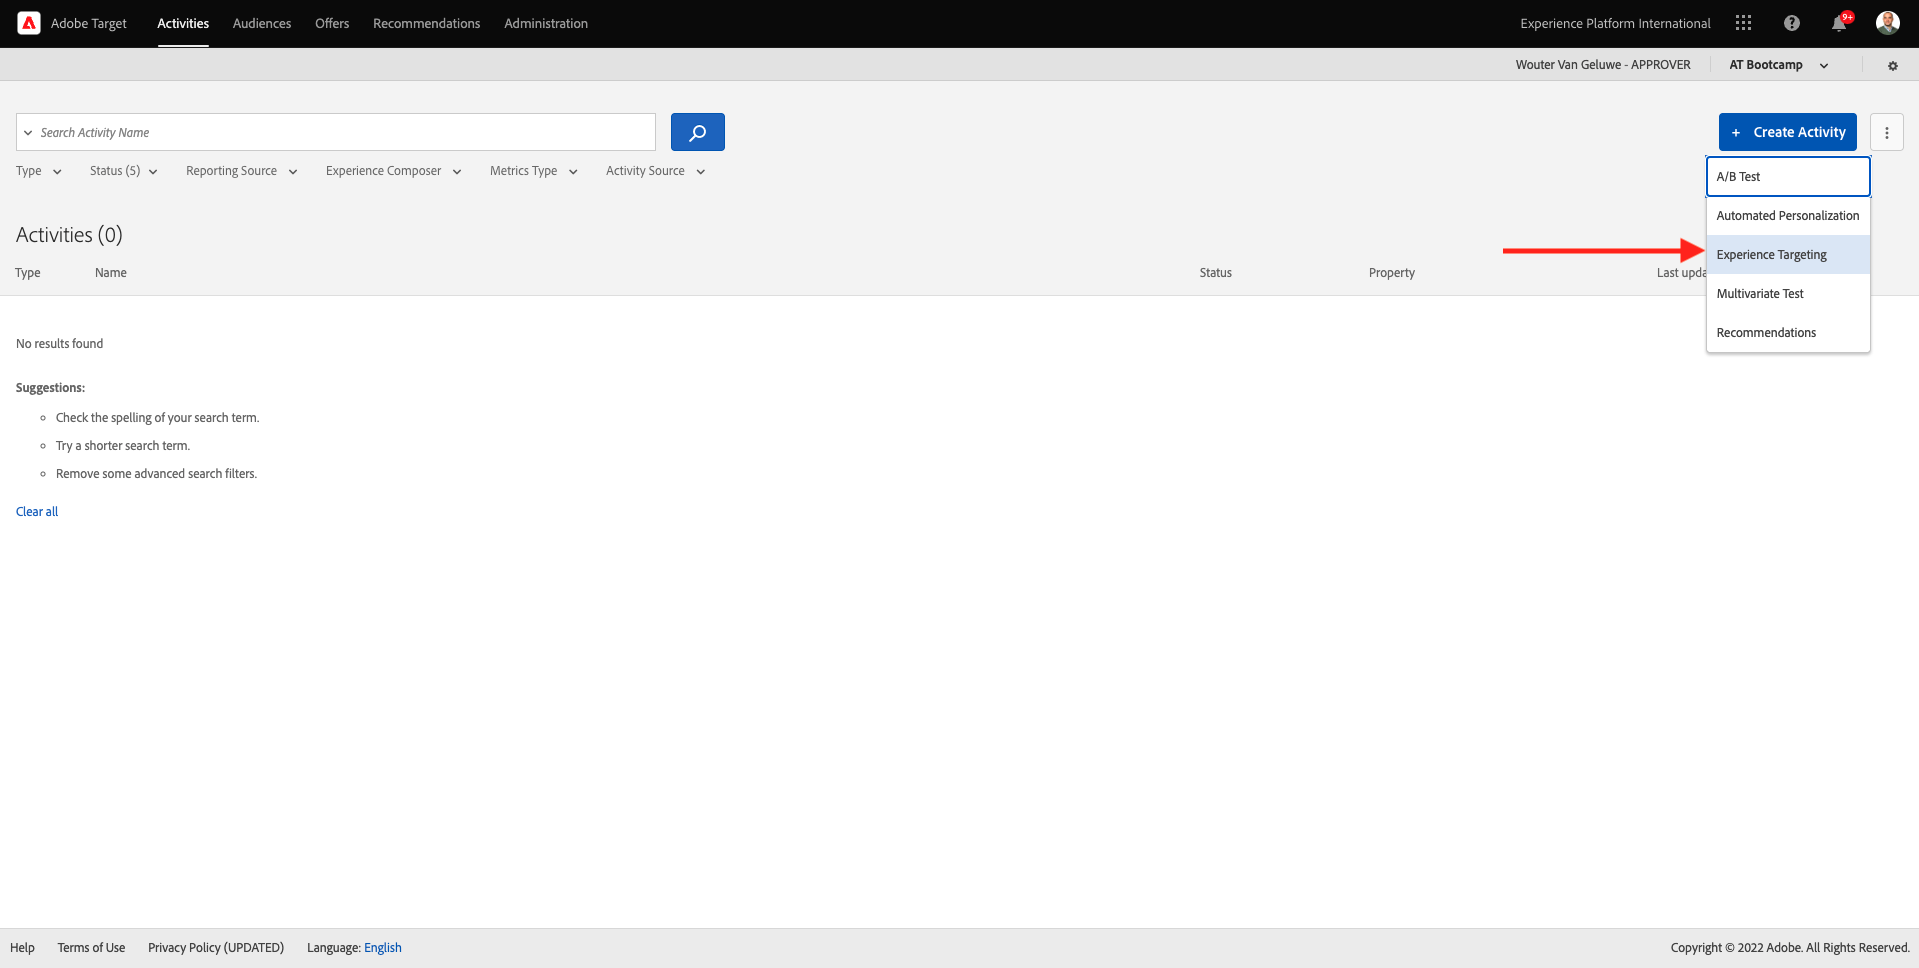 Adobe Target Activities Audiences Offers Recommendations Administration Experience Platform International 9+
Wouter Van Geluwe - APPROVER AT Bootcamp
Search Activity Name
+ Create Activity
Type Status (5) Reporting Source Experience Composer Metrics Type Activity Source
A/B Test
Automated Personalization
Experience Targeting
Multivariate Test
Recommendations
Activities (0)
Type Name Status Property Last upda
No results found
Suggestions:
Check the spelling of your search term.
Try a shorter search term.
Remove some advanced search filters.
Clear all
Help Terms of Use Privacy Policy (UPDATED) Language: English Copyright © 2022 Adobe. All Rights Reserved.